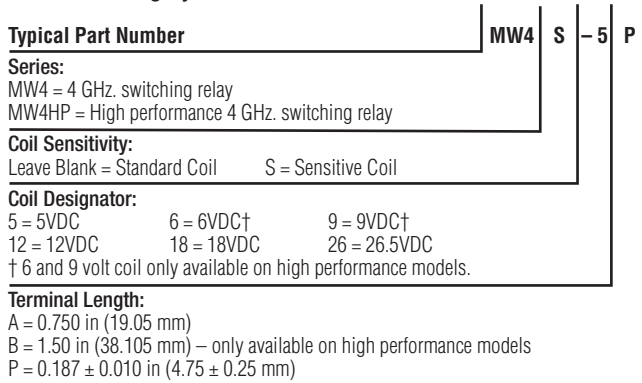 Typical Part Number MW4 S – 5 P
Series:
MW4 = 4 GHz. switching relay
MW4HP = High performance 4 GHz. switching relay
Coil Sensitivity:
Leave Blank = Standard Coil S = Sensitive Coil
Coil Designator:
5 = 5VDC 6 = 6VDC† 9 = 9VDC†
12 = 12VDC 18 = 18VDC 26 = 26.5VDC
† 6 and 9 volt coil only available on high performance models.
Terminal Length:
A = 0.750 in (19.05 mm)
B = 1.50 in (38.105 mm) – only available on high performance models
P = 0.187 ± 0.010 in (4.75 ± 0.25 mm)